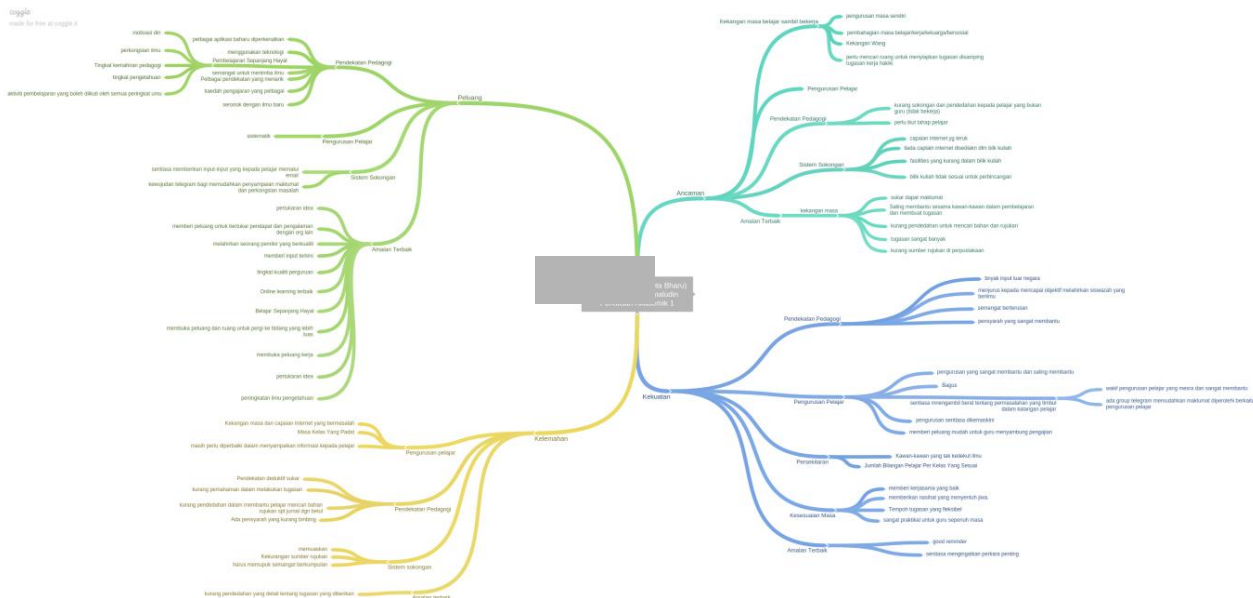 coggle
made for free at coggle.it
Peluang
Pendekatan Pedagogi
pelbagai aplikasi baharu diperkenalkan
menggunakan teknologi
Pembelajaran Sepanjang Hayat
motivasi diri
perkongsian ilmu
Tingkat kemahiran pedagogi
tingkat pengetahuan
aktiviti pembelajaran yang boleh diikuti oleh semua peringkat umu
semangat untuk menimba ilmu
Pelbagai pendekatan yang menarik
kaedah pengajaran yang pelbagai
seronok dengan ilmu baru
Pengurusan Pelajar
sistematik
Sistem Sokongan
sentiasa memberikan input-input yang kepada pelajar melalui
email
kewujudan telegram bagi memudahkan penyampaian maklumat
dan perkongsian masalah
Amalan Terbaik
pertukaran idea
memberi peluang untuk bertukar pendapat dan pengalaman
dengan org lain
melahirkan seorang pemikir yang berkualiti
memberi input terkini
tingkat kualiti perguruan
Online learning terbaik
Belajar Sepanjang Hayat
membuka peluang dan ruang untuk pergi ke bidang yang lebih
luas
membuka peluang kerja
pertukaran idea
peningkatan ilmu pengetahuan
Kelemahan
Pengurusan pelajar
Kekangan masa dan capaian internet yang bermasalah
Masa Kelas Yang Padat
masih perlu diperbaiki dalam menyampaikan informasi kepada pelajar
Pendekatan Pedagogi
Pendekatan deduktif sukar
kurang pemahaman dalam melakukan tugasan
kurang pendedahan dalam membantu pelajar mencari bahan
rujukan spt jurnal dgn betul
Ada pensyarah yang kurang
Sistem sokongan
memuaskan
Kekurangan sumber rujukan
harus memupuk semangat berkumpulan
Amalan terbaik
kurang pendedahan yang detail tentang tugasan yang diberikan
ta Bharu)
maludin
mik 1
Ancaman
Kekangan masa belajar sambil bekerja
pengurusan masa sendiri
pembahagian masa belajar/kerja/keluarga/bersosial
Kekangan Wang
perlu mencari ruang untuk menyiapkan tugasan disamping
tugasan kerja hakiki
Pengurusan Pelajar
Pendekatan Pedagogi
kurang sokongan dan pendedahan kepada pelajar yang bukan
guru (tidak bekerja)
perlu ikut tahap pelajar
Sistem Sokongan
capaian internet yg teruk
tiada capaian internet disediakn dlm bilik kuliah
fasilities yang kurang dalam bilik kuliah
bilik kuliah tidak sesuai untuk perbincangan
Amalan Terbaik
kekangan masa
sukar dapat maklumat
Saling membantu sesama kawan-kawan dalam pembelajaran
dan membuat tugasan
kurang pendedahan untuk mencari bahan dan rujukan
tugasan sangat banyak
kurang sumber rujukan di perpustakaan
Kekuatan
Pendekatan Pedagogi
bnyak input luar negara
menjurus kepada mencapai objektif melahirkan siswazah yang
berilmu
semangat berterusan
pensyarah yang sangat membantu
Pengurusan Pelajar
pengurusan yang sangat membantu dan saling membantu
Bagus
sentiasa mengambil berat tentang permasalahan yang timbul
dalam kalangan pelajar
wakil pengurusan pelajar yang mesra dan sangat membantu
ada group telegram memudahkan maklumat diperolehi berkaita
pengurusan pelajar
pengurusan sentiasa dikemaskini
memberi peluang mudah untuk guru menyambung pengajian
Persekitaran
Kawan-kawan yang tak kedekut ilmu
Jumlah Bilangan Pelajar Per Kelas Yang Sesuai
Kesesuaian Masa
memberi kerjasama yang baik
memberikan nasihat yang menyentuh jiwa.
Tempoh tugasan yang fleksibel
sangat praktikal untuk guru sepenuh masa
Amalan Terbaik
good reminder
sentiasa mengingatkan perkara penting